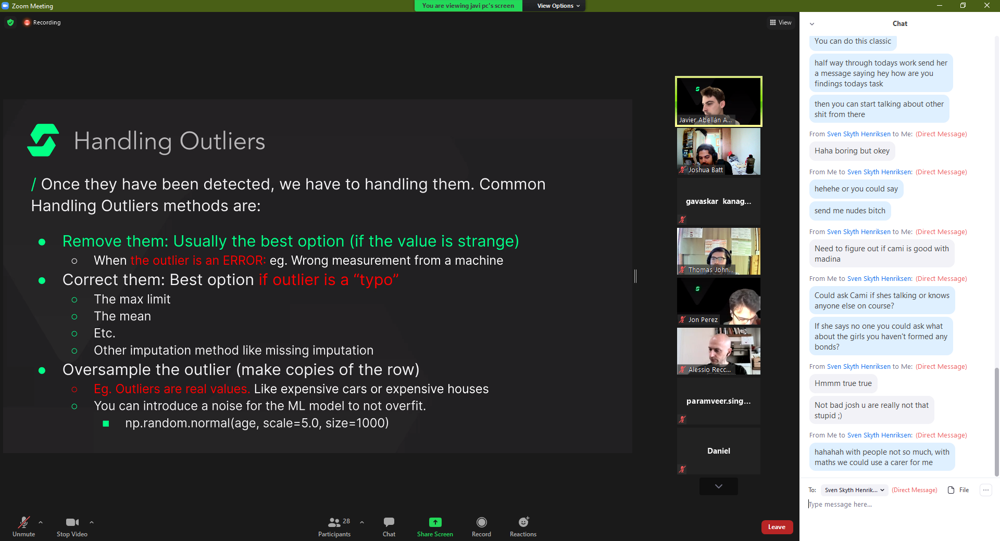 Zoom Meeting
You are viewing javi pc's screen
View Options
Recording
View
Handling Outliers
/ Once they have been detected, we have to handling them. Common
Handling Outliers methods are:
● Remove them: Usually the best option (if the value is strange)
○ When the outlier is an ERROR: eg. Wrong measurement from a machine
● Correct them: Best option if outlier is a “typo”
○ The max limit
○ The mean
○ Etc.
○ Other imputation method like missing imputation
● Oversample the outlier (make copies of the row)
○ Eg. Outliers are real values. Like expensive cars or expensive houses
○ You can introduce a noise for the ML model to not overfit.
■ np.random.normal(age, scale=5.0, size=1000)
Javier Abellán A...
Joshua Batt
gavaskar kanag...
Thomas John...
Jon Perez
Alessio Recc...
paramveer.sing...
Daniel
Chat
You can do this classic
half way through todays work send her
a message saying hey how are you
findings todays task
then you can start talking about other
shit from there
From Sven Skyth Henriksen to Me: (Direct Message)
Haha boring but okey
From Me to Sven Skyth Henriksen: (Direct Message)
hehehe or you could say
send me nudes bitch
From Sven Skyth Henriksen to Me: (Direct Message)
Need to figure out if cami is good with
madina
From Me to Sven Skyth Henriksen: (Direct Message)
Could ask Cami if shes talking or knows
anyone else on course?
If she says no one you could ask what
about the girls you haven't formed any
bonds?
From Sven Skyth Henriksen to Me: (Direct Message)
Hmmm true true
Not bad josh u are really not that
stupid ;)
From Me to Sven Skyth Henriksen: (Direct Message)
hahahah with people not so much, with
maths we could use a carer for me
To: Sven Skyth Henrik... (Direct Message) File ...
Type message here...
Unmute
Stop Video
28
Participants
Chat
Share Screen
Record
Reactions
Leave